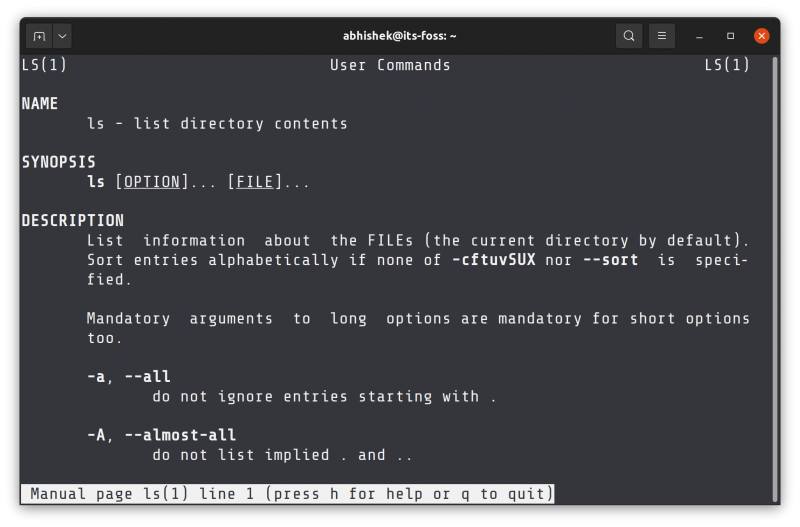 abhishek@its-foss: ~
LS(1) User Commands LS(1)
NAME
ls - list directory contents
SYNOPSIS
ls [OPTION]... [FILE]...
DESCRIPTION
List information about the FILEs (the current directory by default).
Sort entries alphabetically if none of -cftuvSUX nor --sort is speci-
fied.
Mandatory arguments to long options are mandatory for short options
too.
-a, --all
do not ignore entries starting with .
-A, --almost-all
do not list implied . and ..
Manual page ls(1) line 1 (press h for help or q to quit)